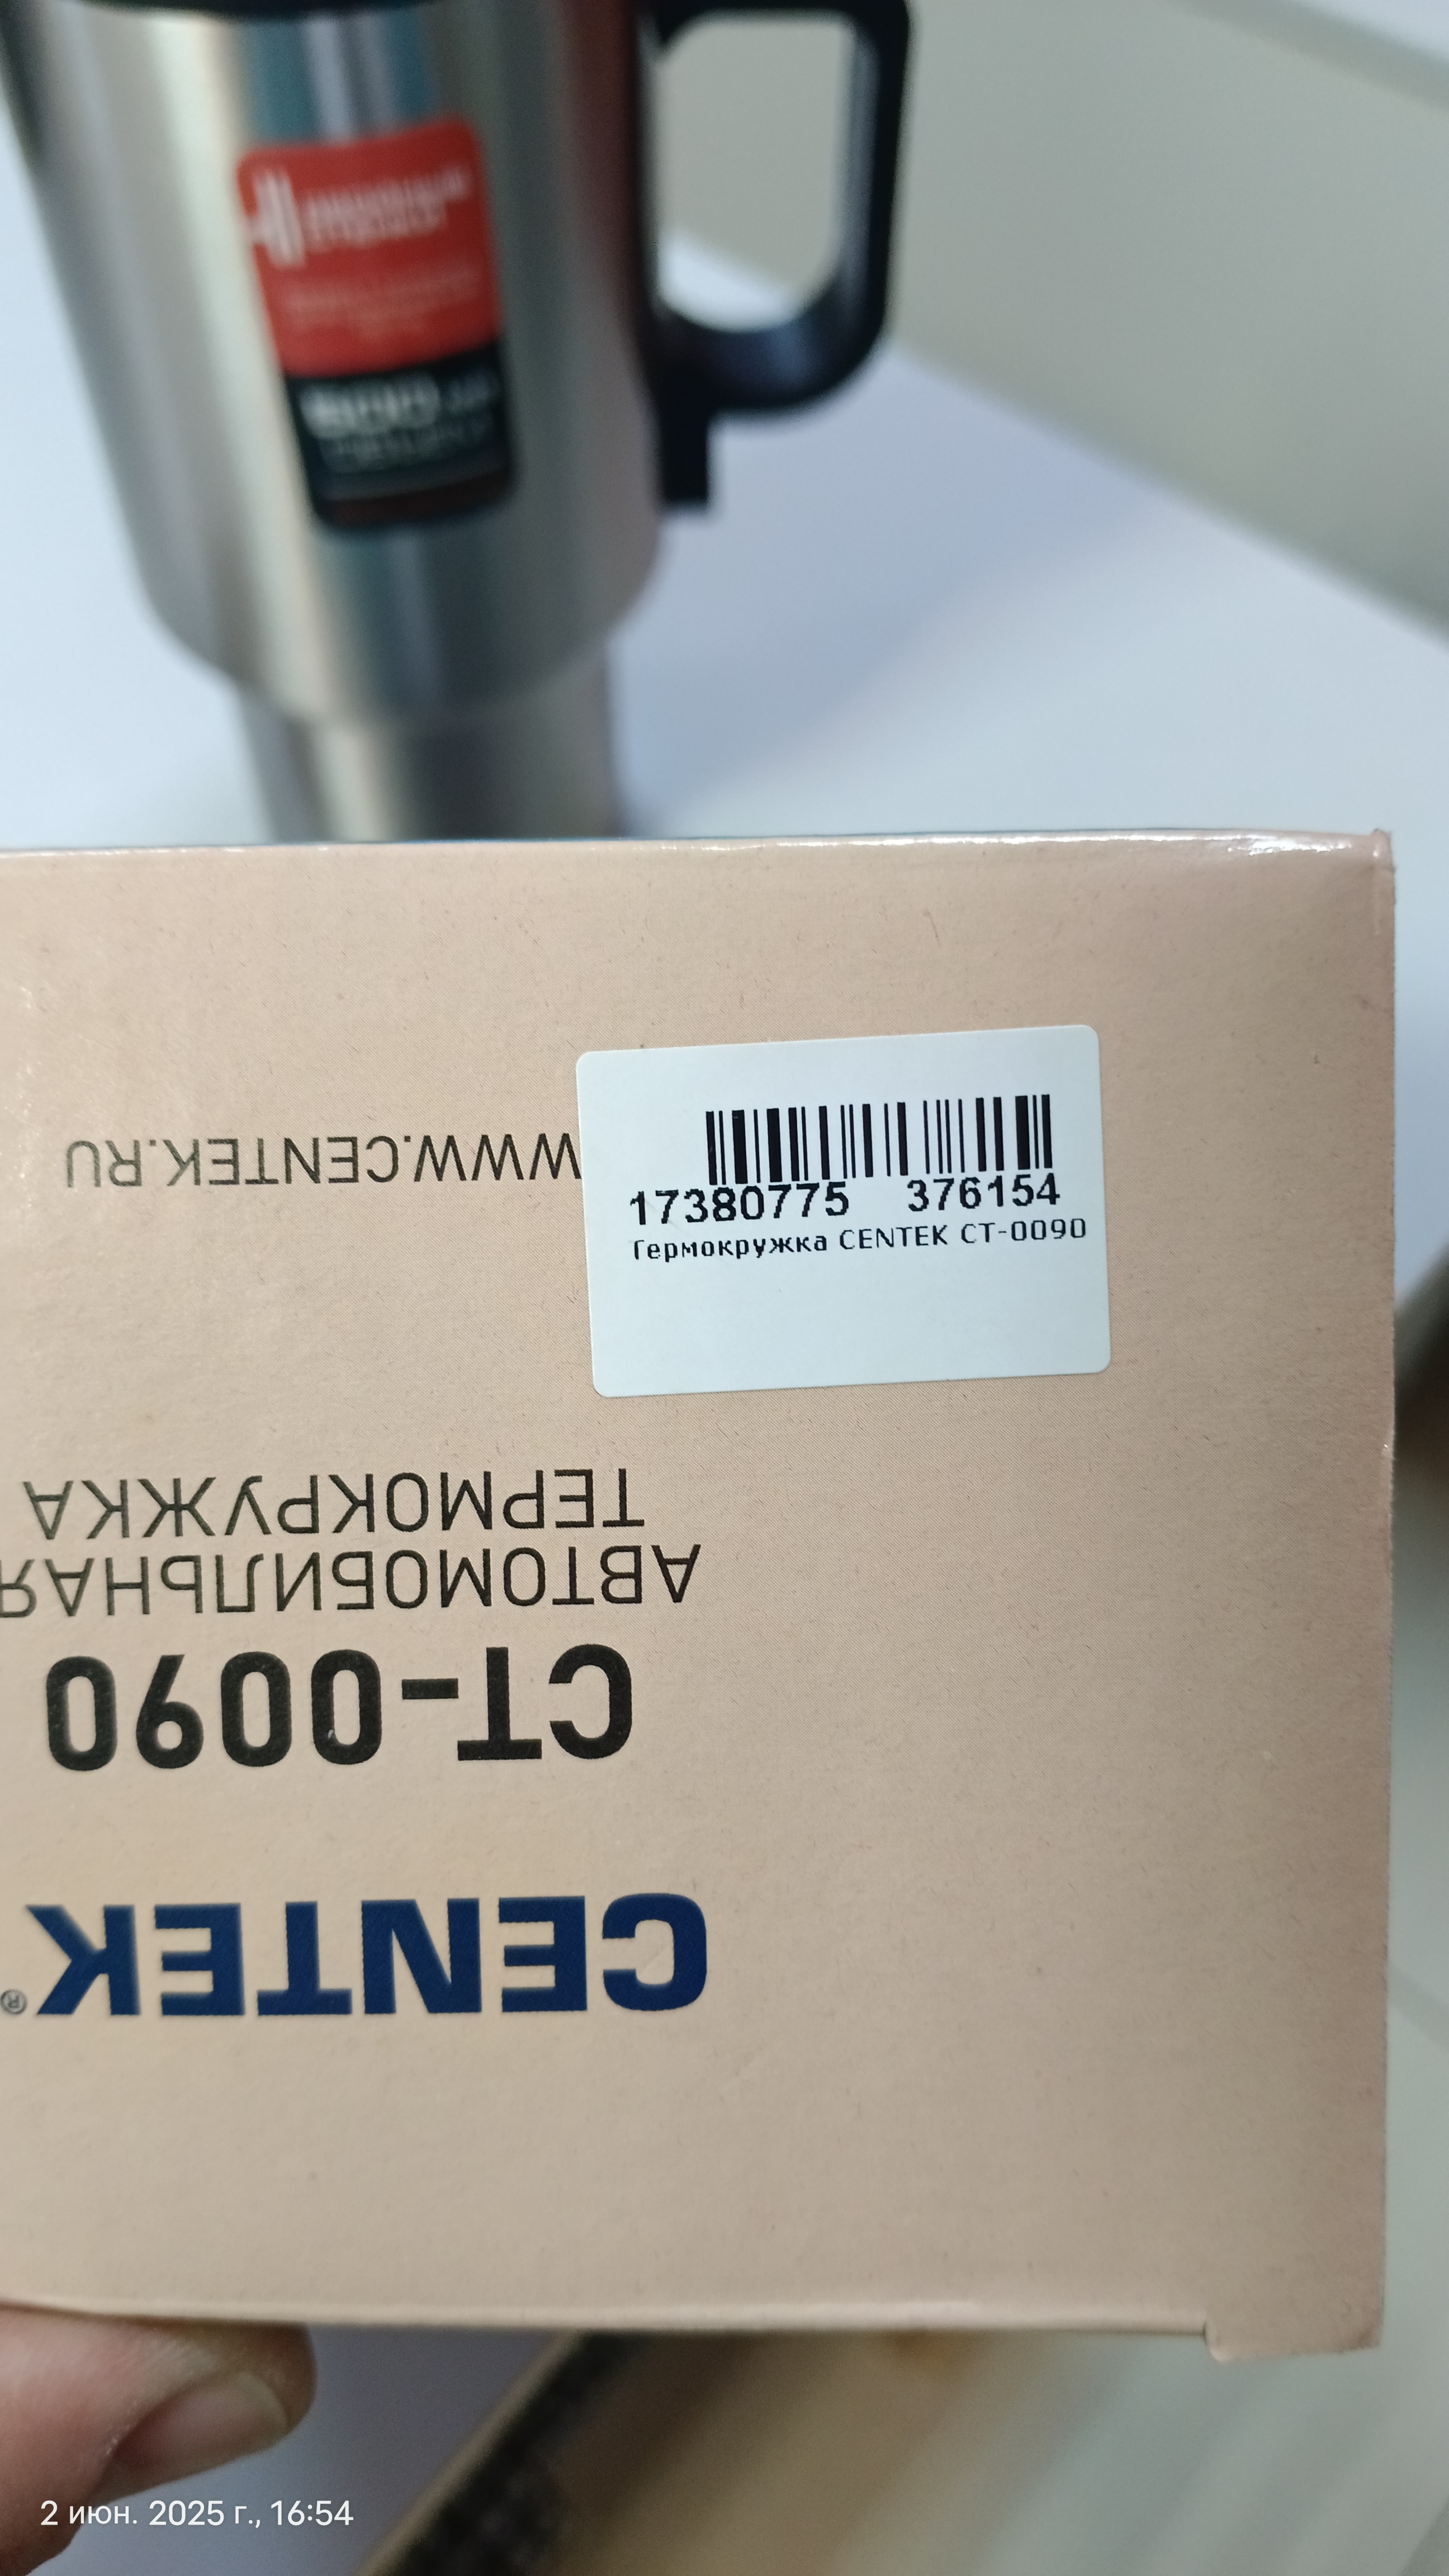 17380775 376154
Термокружка CENTEK CT-0090
CENTEK®
CT-0090
АВТОМОБИЛЬНАЯ
ТЕРМОКРУЖКА
WWW.CENTEK.RU
2 июн. 2025 г., 16:54